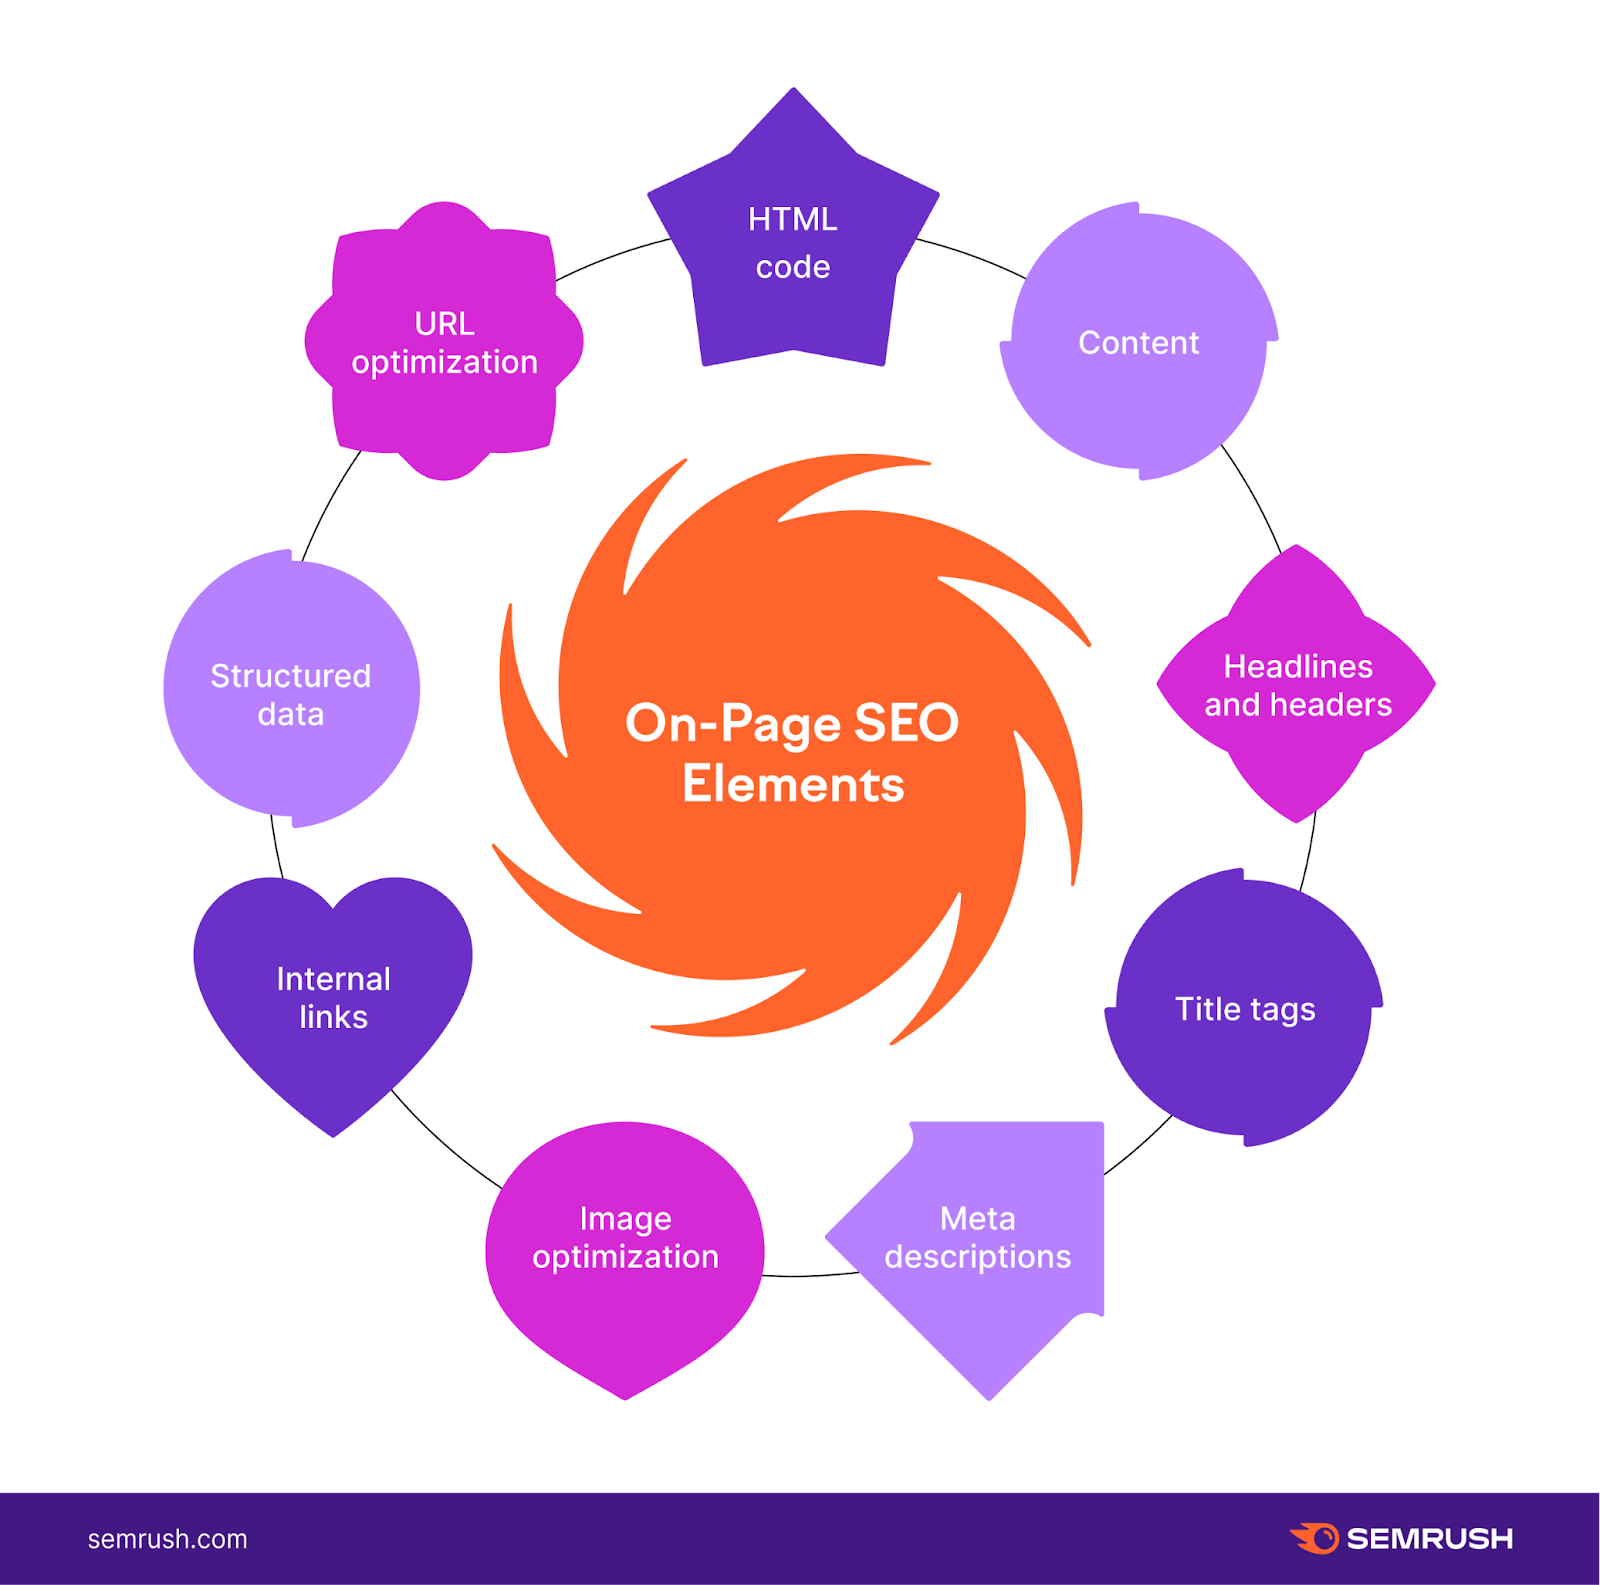 HTML
code
Content
URL
optimization
Headlines
and headers
Structured
data
On-Page SEO
Elements
Title tags
Internal
links
Meta
descriptions
Image
optimization
semrush.com
SEMRUSH